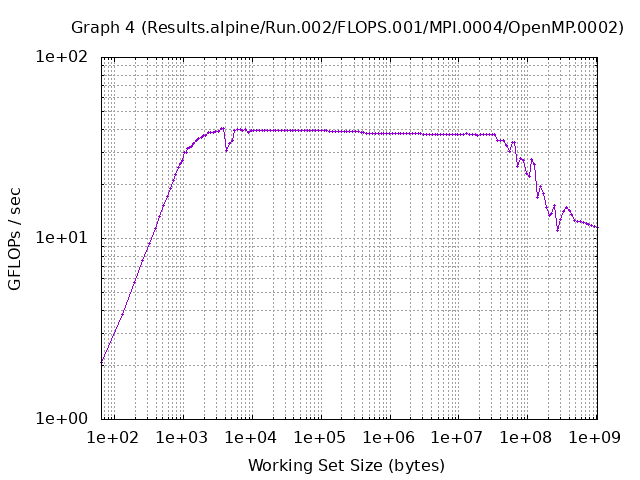 Graph 4 (Results.alpine/Run.002/FLOPS.001/MPI.0004/OpenMP.0002)
1e+02
1e+01
1e+00
GFLOPs / sec
1e+02 1e+03 1e+04 1e+05 1e+06 1e+07 1e+08 1e+09
Working Set Size (bytes)